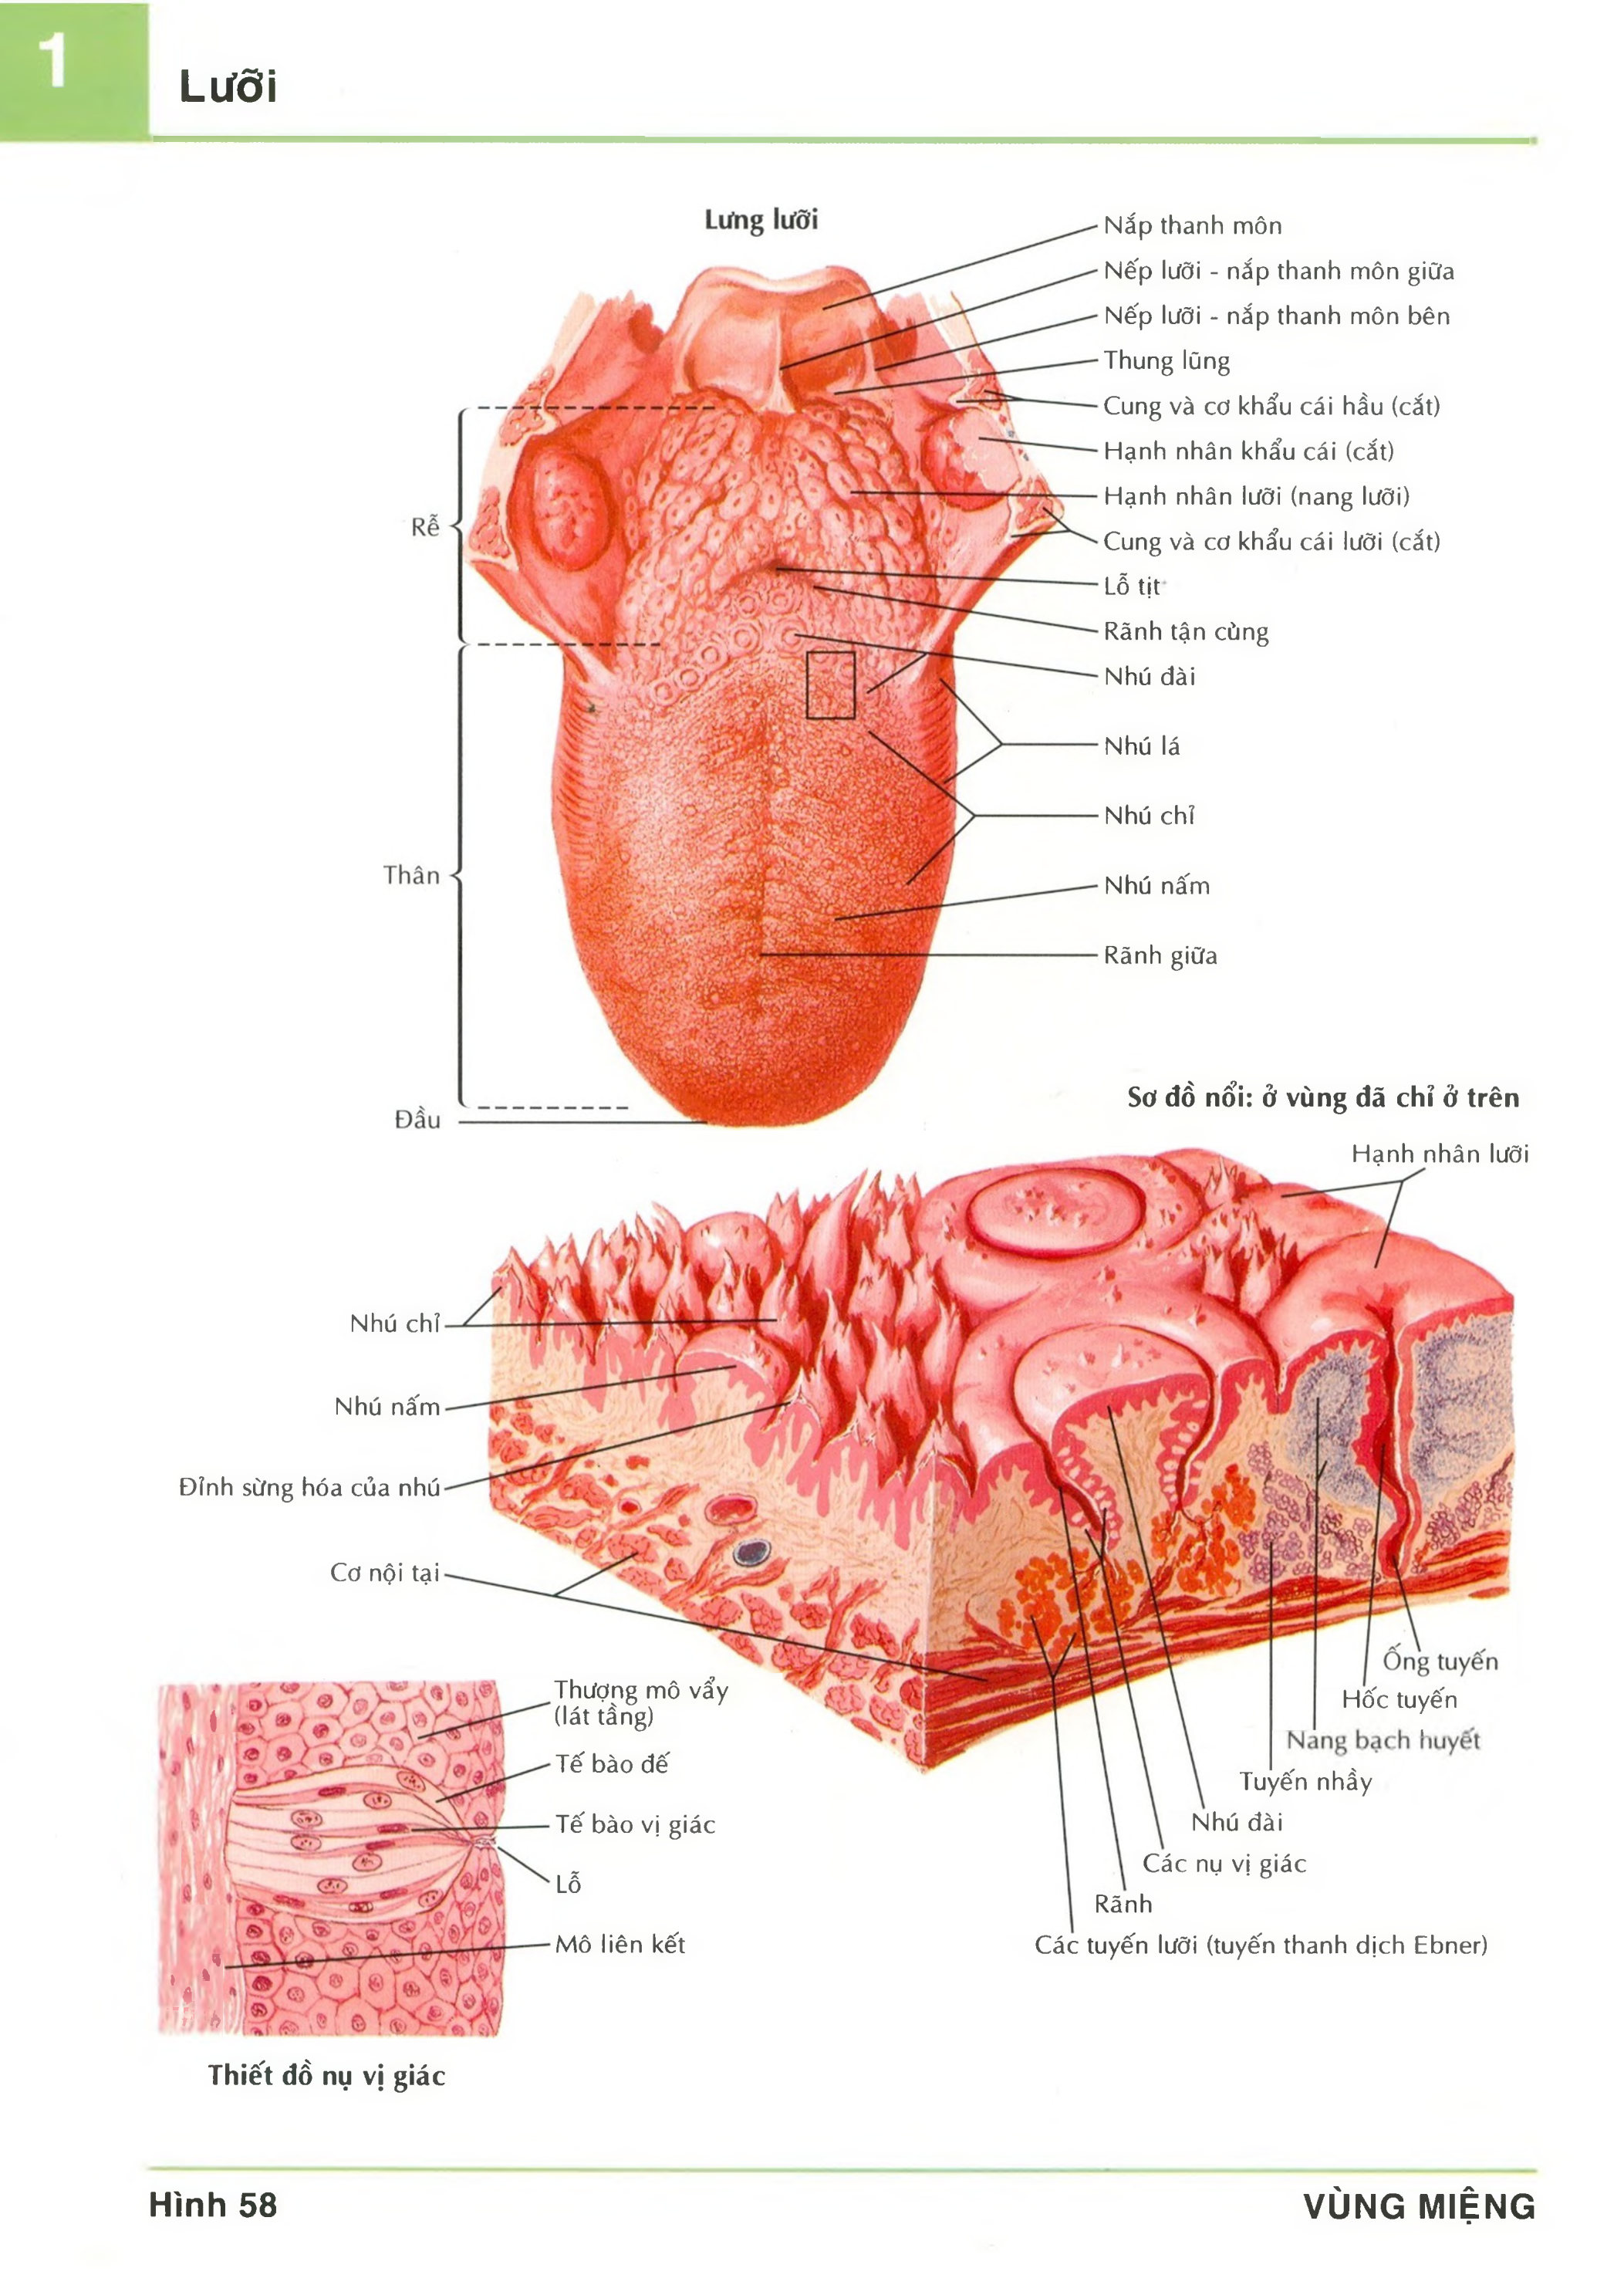 1
Lưỡi
Lưng lưỡi
Nắp thanh môn
Nếp lưỡi - nắp thanh môn giữa
Nếp lưỡi - nắp thanh môn bên
Thung lũng
Cung và cơ khẩu cái hầu (cắt)
Hạnh nhân khẩu cái (cắt)
Hạnh nhân lưỡi (nang lưỡi)
Cung và cơ khẩu cái lưỡi (cắt)
Lỗ tịt
Rãnh tận cùng
Nhú đài
Nhú lá
Nhú chỉ
Nhú nấm
Rãnh giữa
Rễ
Thân
Đầu
Sơ đồ nổi: ở vùng đã chỉ ở trên
Hạnh nhân lưỡi
Nhú chỉ
Nhú nấm
Đỉnh sừng hóa của nhú
Cơ nội tại
Ống tuyến
Hốc tuyến
Nang bạch huyết
Tuyến nhầy
Nhú đài
Các nụ vị giác
Rãnh
Các tuyến lưỡi (tuyến thanh dịch Ebner)
Thượng mô vẩy
(lát tầng)
Tế bào đế
Tế bào vị giác
Lỗ
Mô liên kết
Thiết đồ nụ vị giác
Hình 58
VÙNG MIỆNG